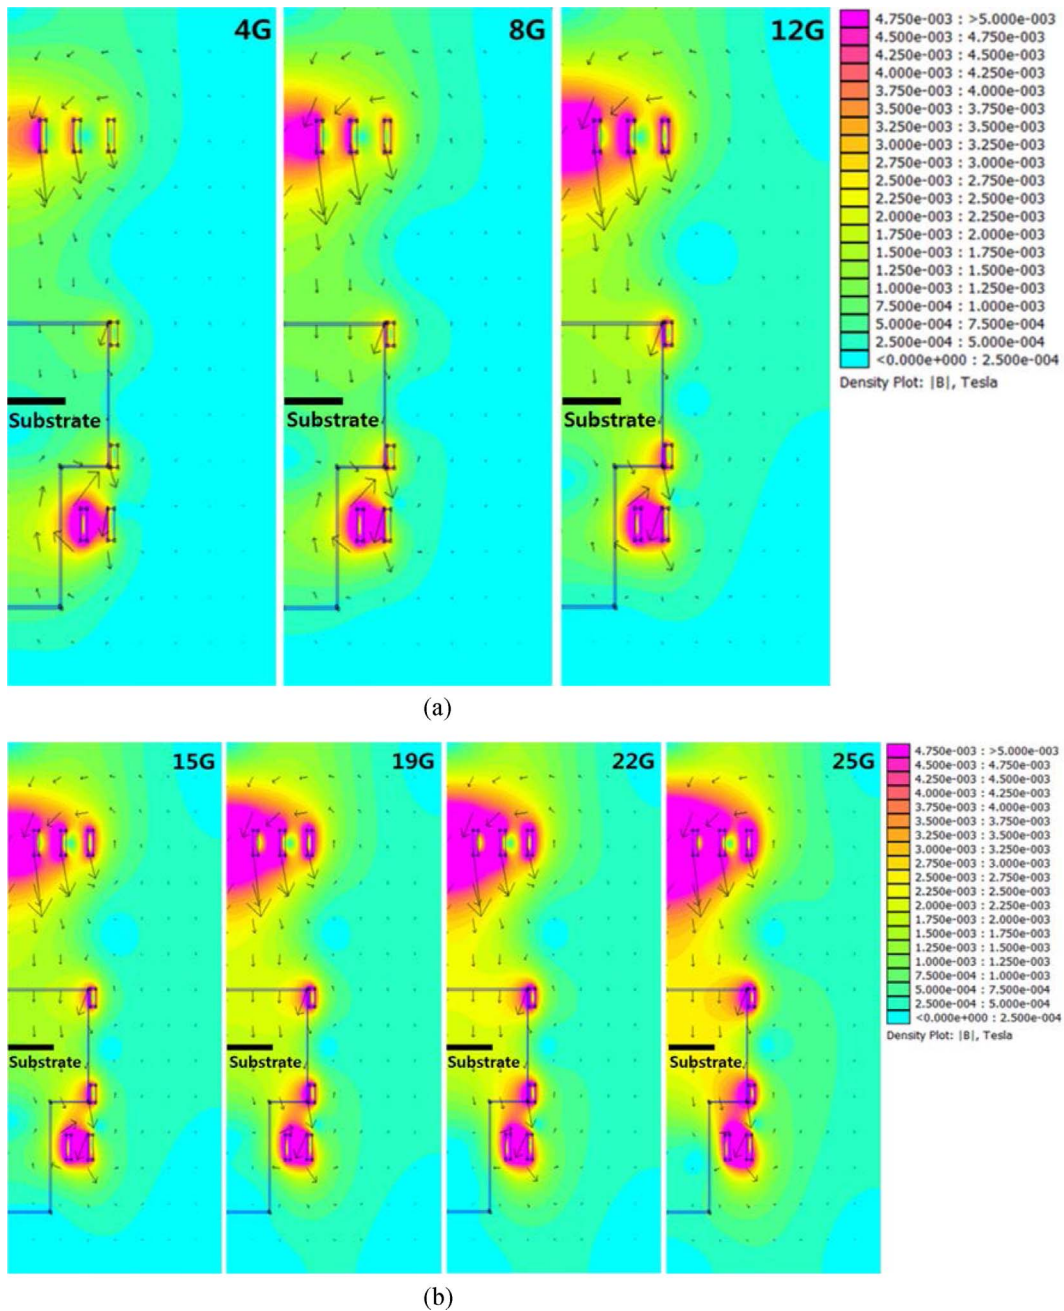 4G
8G
12G
4.750e-003 : >5.000e-003
4.500e-003 : 4.750e-003
4.250e-003 : 4.500e-003
4.000e-003 : 4.250e-003
3.750e-003 : 4.000e-003
3.500e-003 : 3.750e-003
3.250e-003 : 3.500e-003
3.000e-003 : 3.250e-003
2.750e-003 : 3.000e-003
2.500e-003 : 2.750e-003
2.250e-003 : 2.500e-003
2.000e-003 : 2.250e-003
1.750e-003 : 2.000e-003
1.500e-003 : 1.750e-003
1.250e-003 : 1.500e-003
1.000e-003 : 1.250e-003
7.500e-004 : 1.000e-003
5.000e-004 : 7.500e-004
2.500e-004 : 5.000e-004
<0.000e+000 : 2.500e-004
Density Plot: |B|, Tesla
Substrate
Substrate
Substrate
(a)
15G
19G
22G
25G
4.750e-003 : >5.000e-003
4.500e-003 : 4.750e-003
4.250e-003 : 4.500e-003
4.000e-003 : 4.250e-003
3.750e-003 : 4.000e-003
3.500e-003 : 3.750e-003
3.250e-003 : 3.500e-003
3.000e-003 : 3.250e-003
2.750e-003 : 3.000e-003
2.500e-003 : 2.750e-003
2.250e-003 : 2.500e-003
2.000e-003 : 2.250e-003
1.750e-003 : 2.000e-003
1.500e-003 : 1.750e-003
1.250e-003 : 1.500e-003
1.000e-003 : 1.250e-003
7.500e-004 : 1.000e-003
5.000e-004 : 7.500e-004
2.500e-004 : 5.000e-004
<0.000e+000 : 2.500e-004
Density Plot: |B|, Tesla
Substrate
Substrate
Substrate
Substrate
(b)